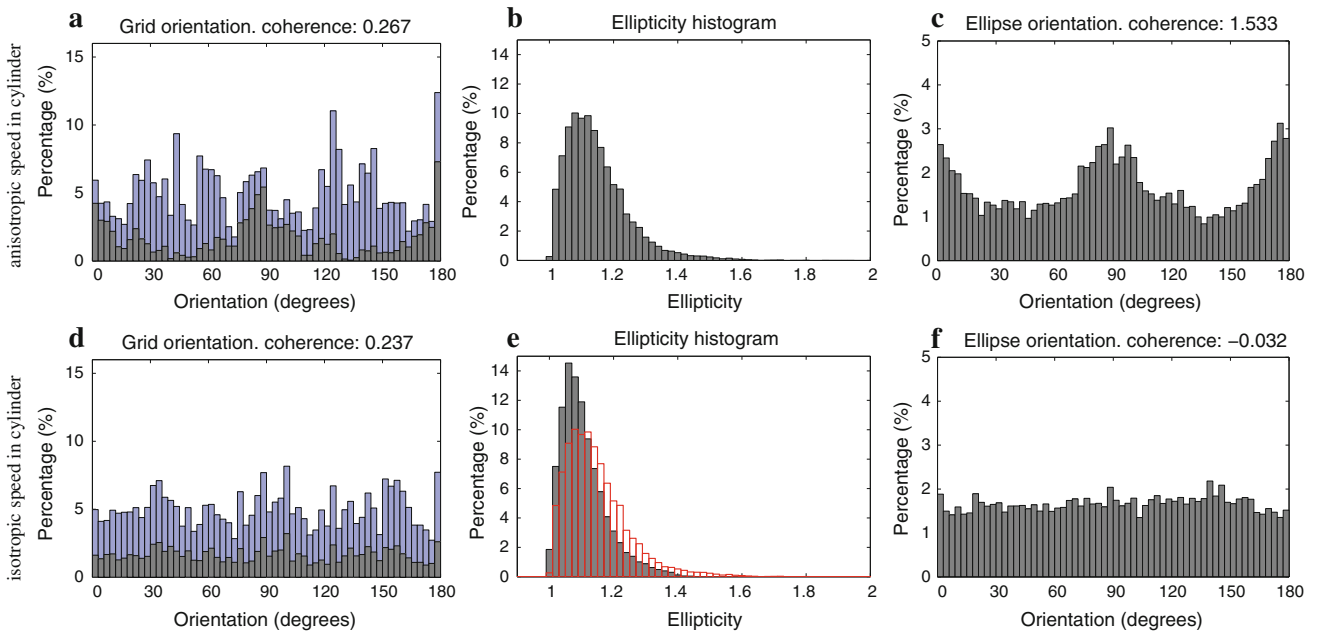 a
Grid orientation. coherence: 0.267
anisotropic speed in cylinder
Percentage (%)
15
10
5
0
0 30 60 90 120 150 180
Orientation (degrees)
b
Ellipticity histogram
Percentage (%)
14
12
10
8
6
4
2
0
1 1.2 1.4 1.6 1.8 2
Ellipticity
c
Ellipse orientation. coherence: 1.533
Percentage (%)
5
4
3
2
1
0
0 30 60 90 120 150 180
Orientation (degrees)
d
Grid orientation. coherence: 0.237
isotropic speed in cylinder
Percentage (%)
15
10
5
0
0 30 60 90 120 150 180
Orientation (degrees)
e
Ellipticity histogram
Percentage (%)
14
12
10
8
6
4
2
0
1 1.2 1.4 1.6 1.8 2
Ellipticity
f
Ellipse orientation. coherence: −0.032
Percentage (%)
5
4
3
2
1
0
0 30 60 90 120 150 180
Orientation (degrees)